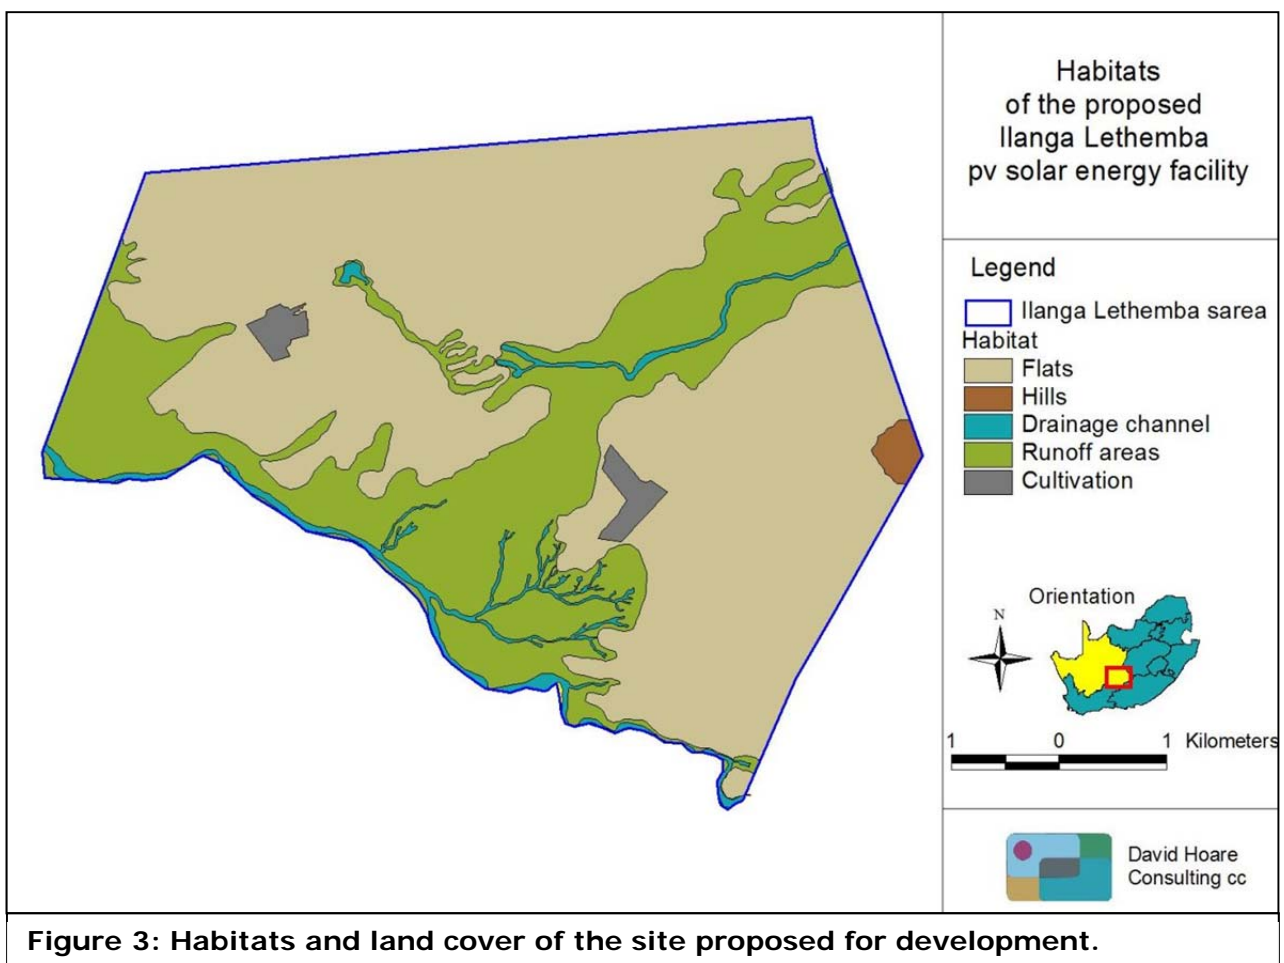 Habitats
of the proposed
Ilanga Lethemba
pv solar energy facility
Legend
Ilanga Lethemba sarea
Habitat
Flats
Hills
Drainage channel
Runoff areas
Cultivation
Orientation
N
1 0 1 Kilometers
David Hoare
Consulting cc
Figure 3: Habitats and land cover of the site proposed for development.